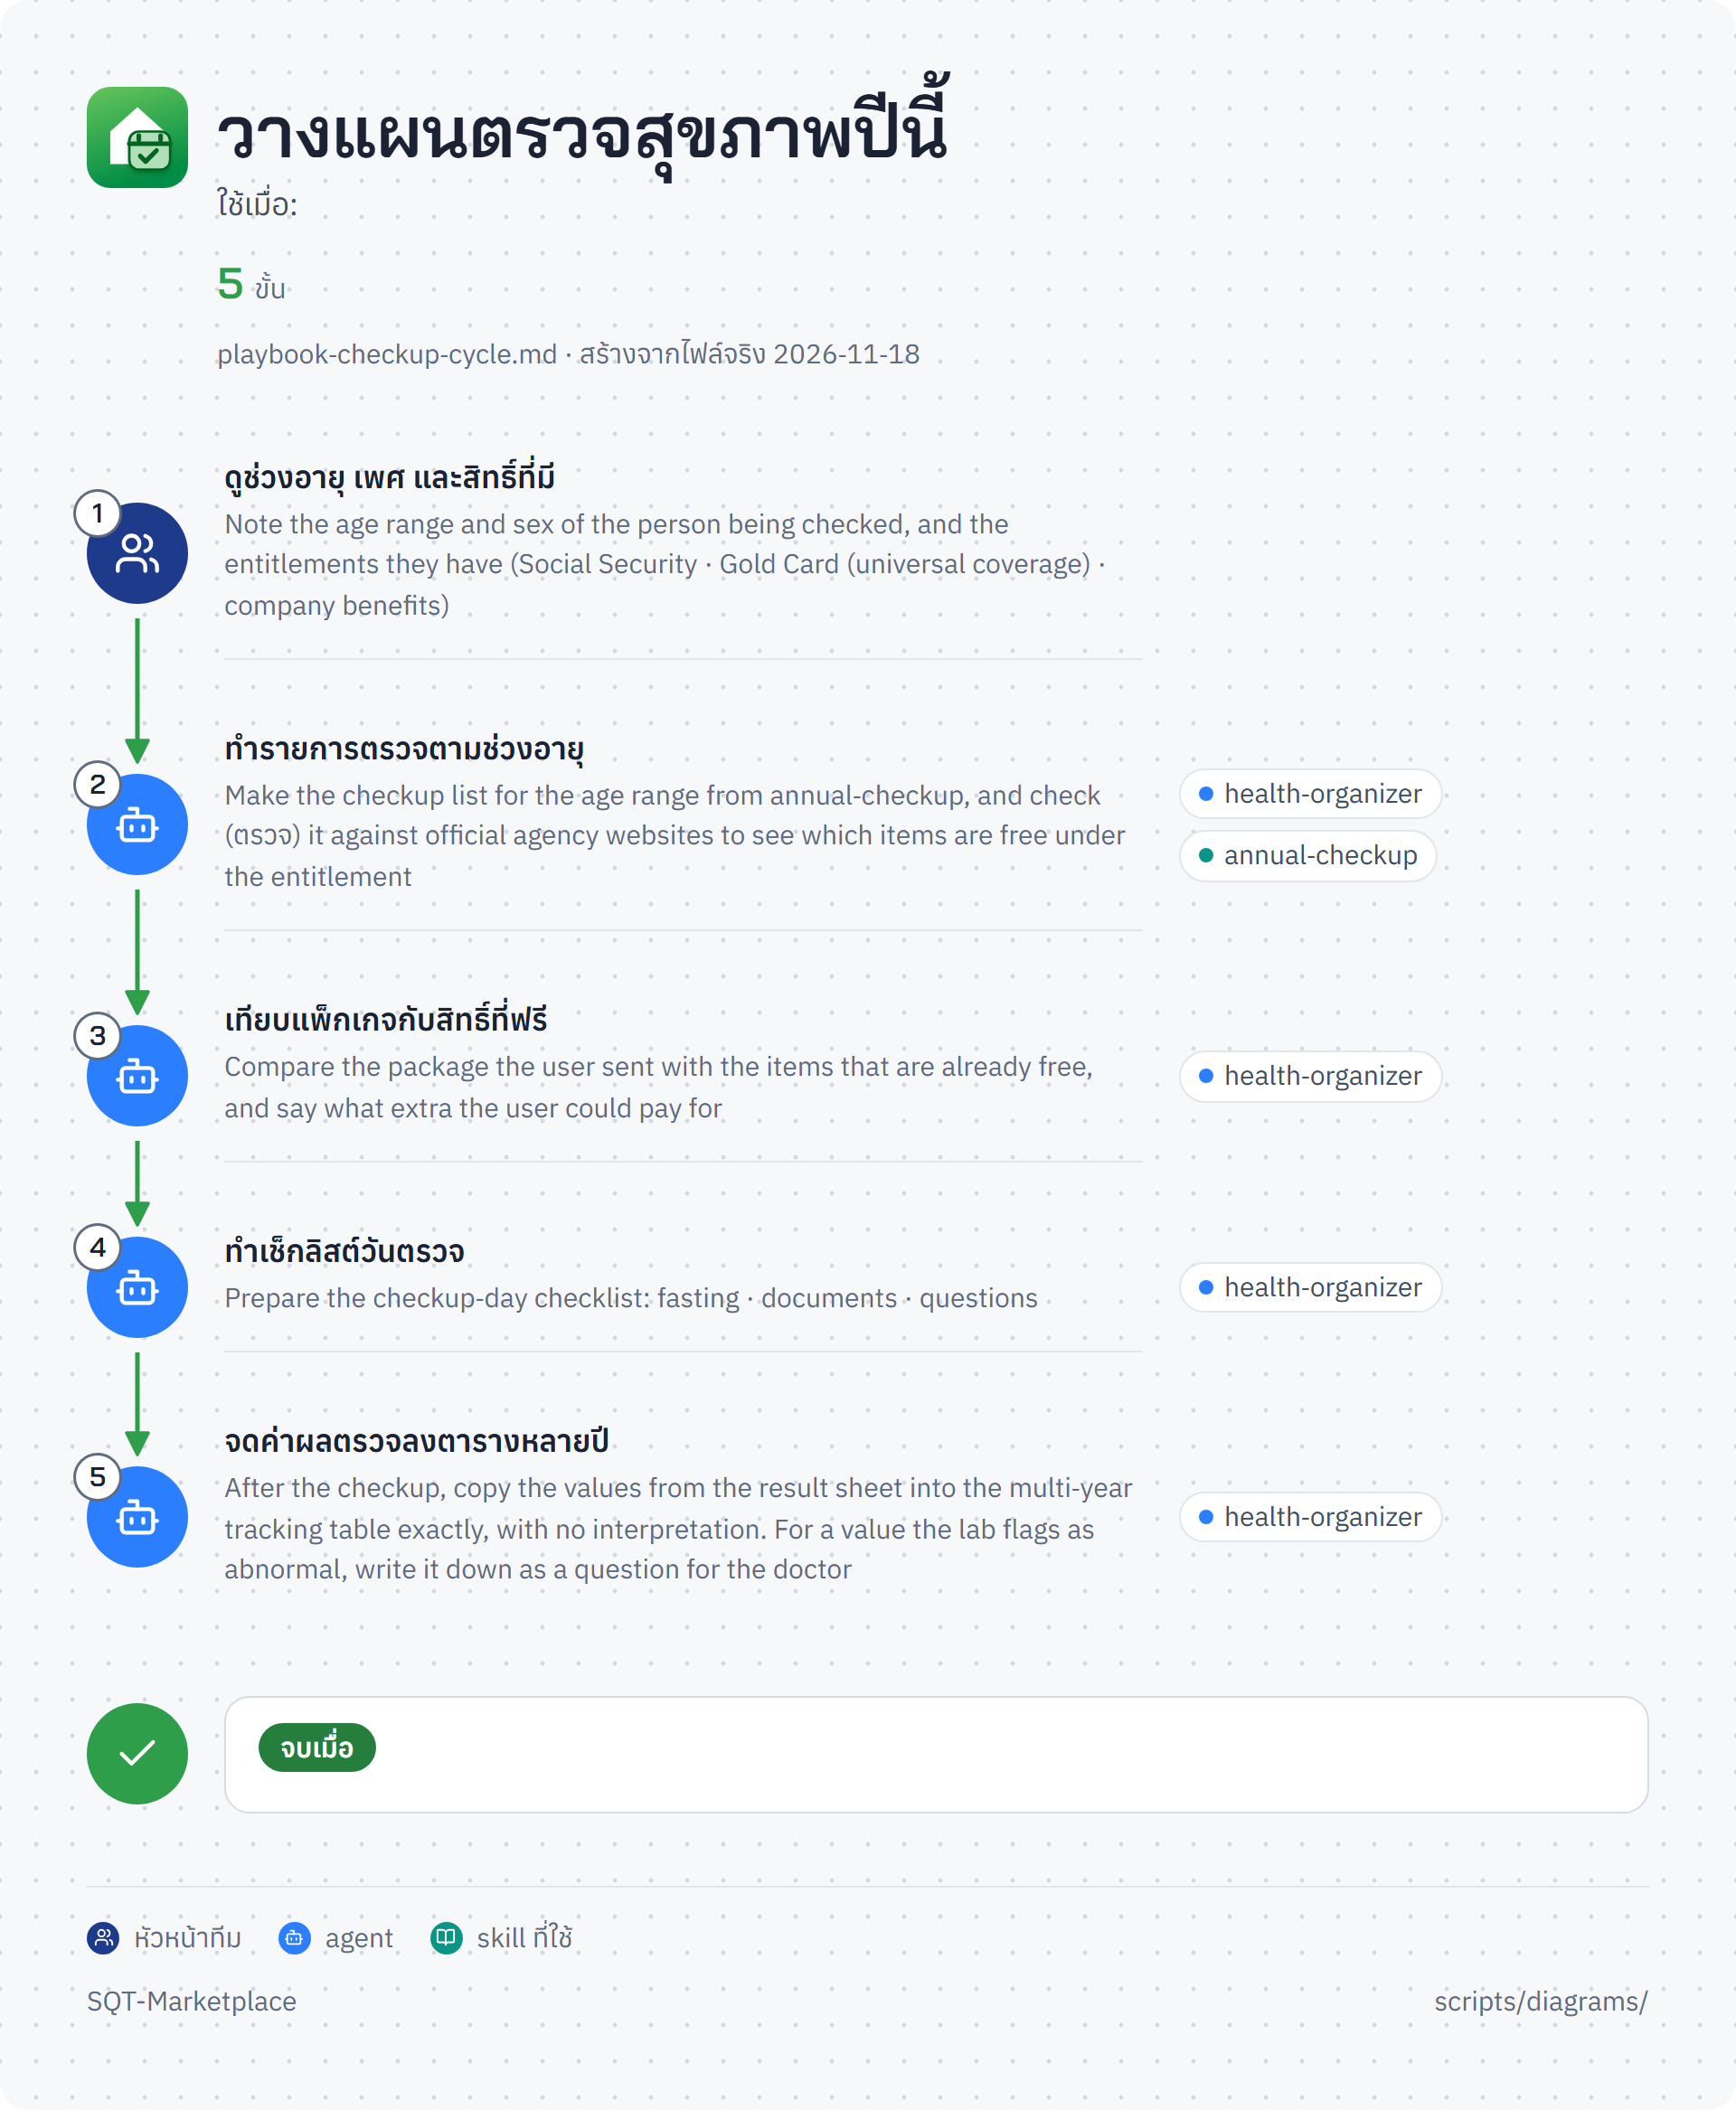 วางแผนตรวจสุขภาพปีนี้
ใช้เมื่อ:
5 ขั้น
playbook-checkup-cycle.md · สร้างจากไฟล์จริง 2026-11-18
1
ดูช่วงอายุ เพศ และสิทธิ์ที่มี
Note the age range and sex of the person being checked, and the
entitlements they have (Social Security · Gold Card (universal coverage) ·
company benefits)
2
ทำรายการตรวจตามช่วงอายุ
Make the checkup list for the age range from annual-checkup, and check
(ตรวจ) it against official agency websites to see which items are free under
the entitlement
health-organizer
annual-checkup
3
เทียบแพ็กเกจกับสิทธิ์ที่ฟรี
Compare the package the user sent with the items that are already free,
and say what extra the user could pay for
health-organizer
4
ทำเช็กลิสต์วันตรวจ
Prepare the checkup-day checklist: fasting · documents · questions
health-organizer
5
จดค่าผลตรวจลงตารางหลายปี
After the checkup, copy the values from the result sheet into the multi-year
tracking table exactly, with no interpretation. For a value the lab flags as
abnormal, write it down as a question for the doctor
health-organizer
จบเมื่อ
หัวหน้าทีม
agent
skill ที่ใช้
SQT-Marketplace
scripts/diagrams/